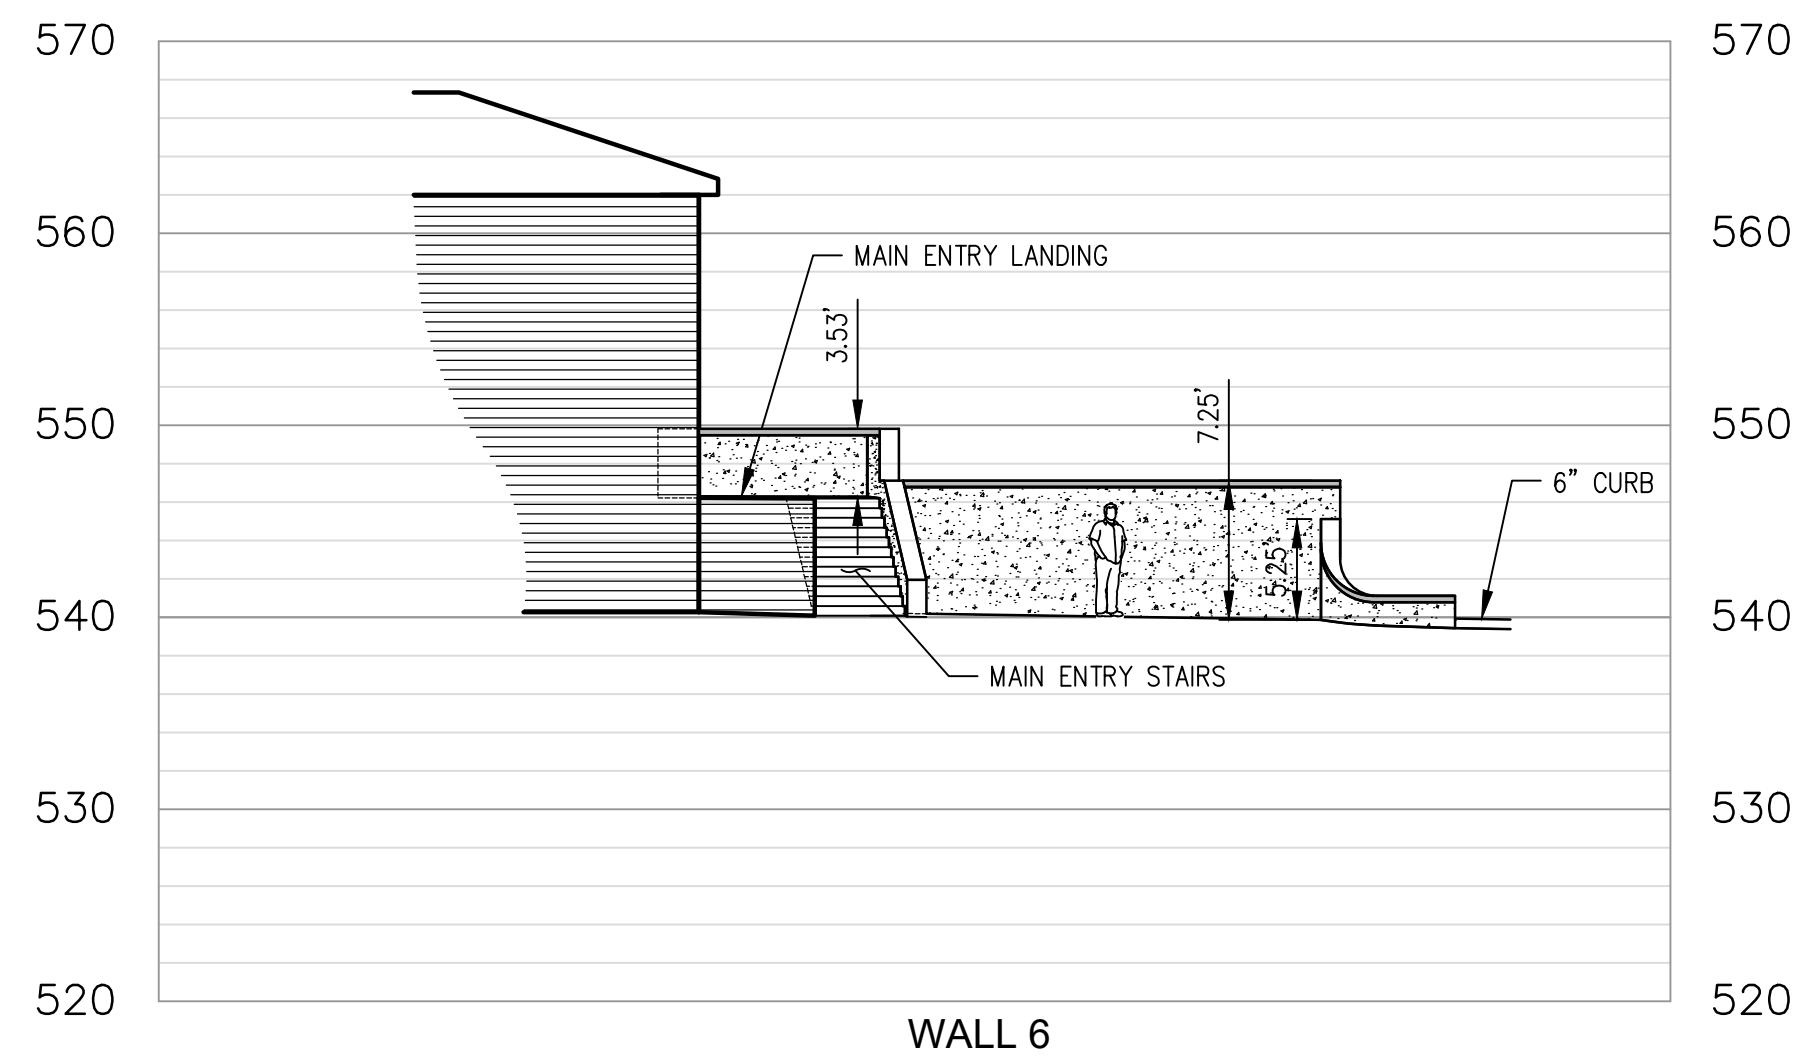 570 570
560 560
MAIN ENTRY LANDING
3.53'
7.25'
550 550
6" CURB
5.25'
540 540
MAIN ENTRY STAIRS
530 530
520 520
WALL 6